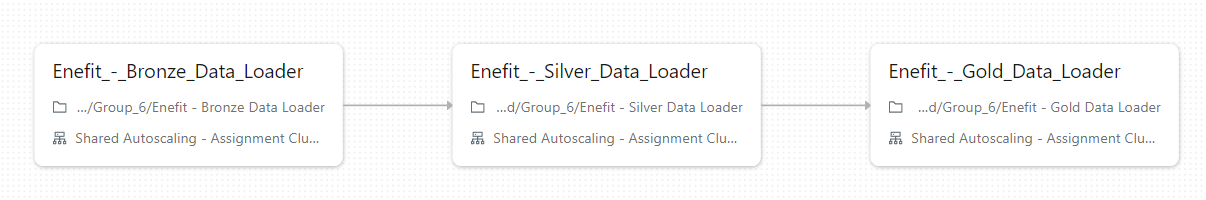 Enefit_-_Bronze_Data_Loader
.../Group_6/Enefit - Bronze Data Loader
Shared Autoscaling - Assignment Clu...
Enefit_-_Silver_Data_Loader
...d/Group_6/Enefit - Silver Data Loader
Shared Autoscaling - Assignment Clu...
Enefit_-_Gold_Data_Loader
...d/Group_6/Enefit - Gold Data Loader
Shared Autoscaling - Assignment Clu...